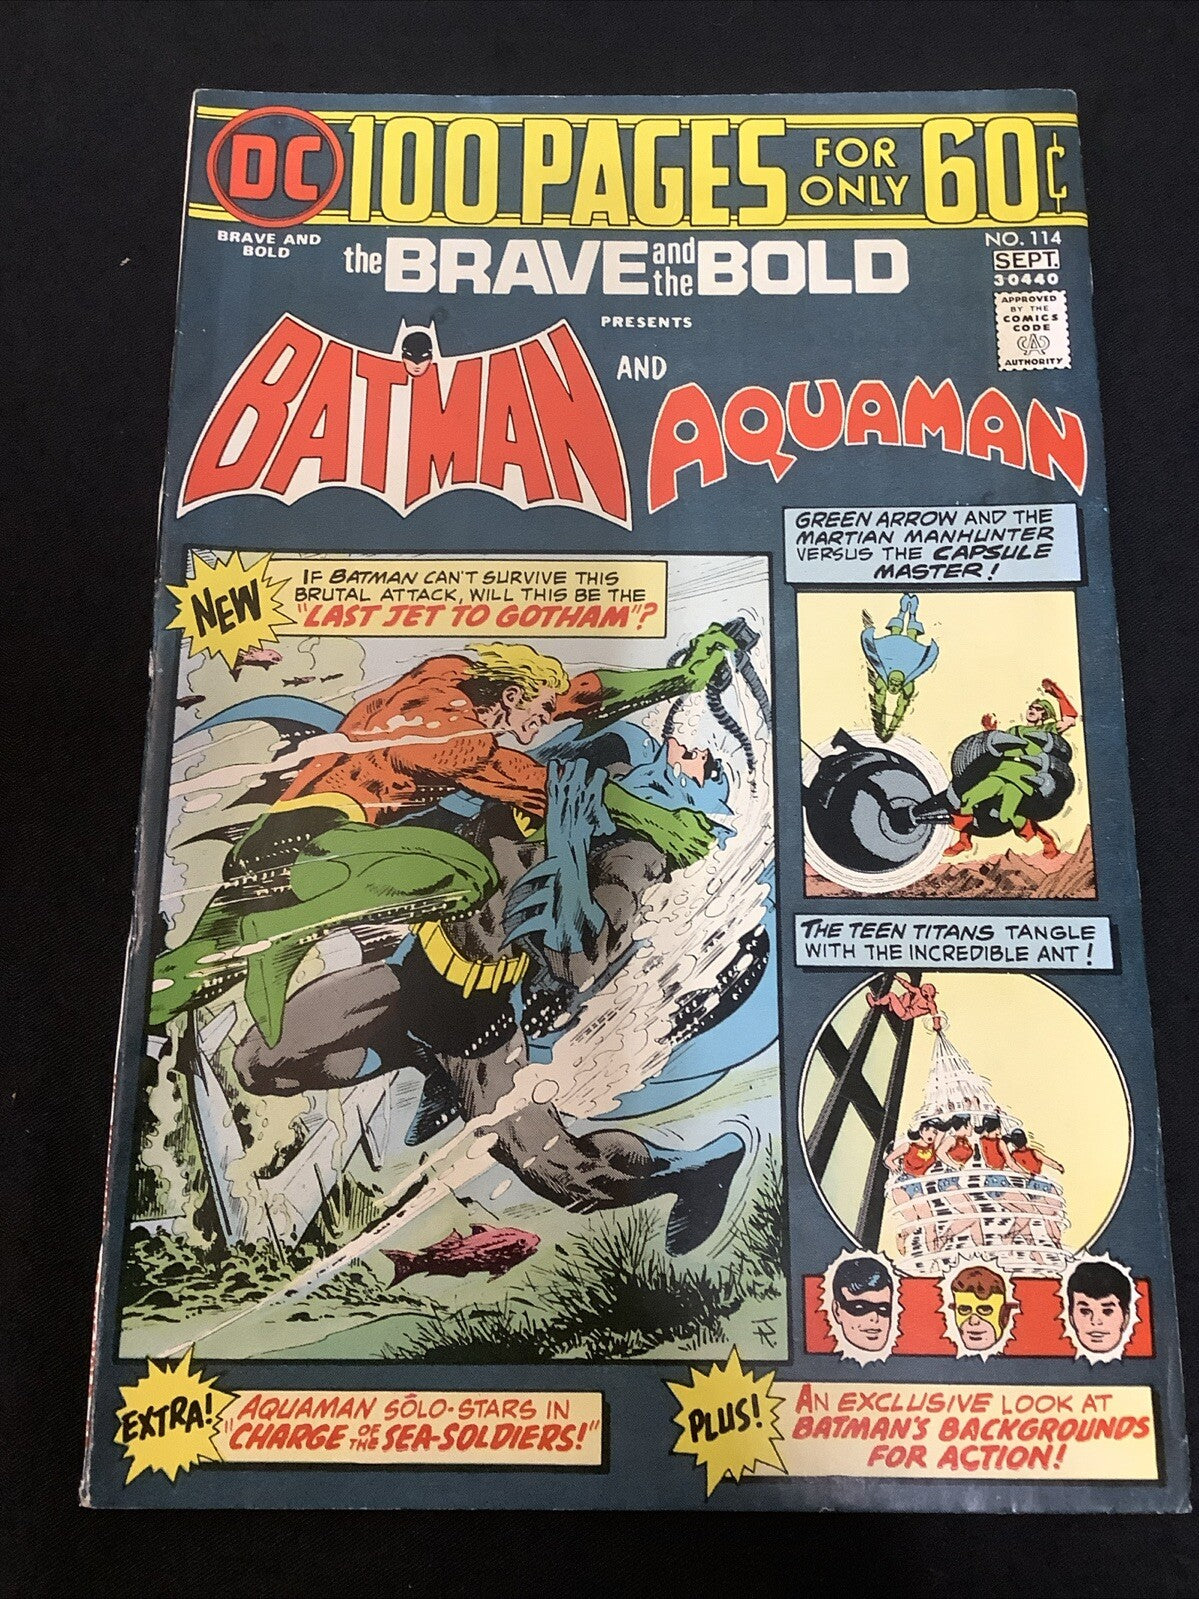 DC 100 PAGES FOR ONLY 60¢
BRAVE AND
BOLD
the BRAVE and the BOLD
NO. 114
SEPT.
30440
APPROVED
BY THE
COMICS
CODE
CA
AUTHORITY
PRESENTS
BATMAN
AND
AQUAMAN
NEW
IF BATMAN CAN'T SURVIVE THIS
BRUTAL ATTACK, WILL THIS BE THE
"LAST JET TO GOTHAM"?
GREEN ARROW AND THE
MARTIAN MANHUNTER
VERSUS THE CAPSULE
MASTER!
THE TEEN TITANS TANGLE
WITH THE INCREDIBLE ANT!
EXTRA!
AQUAMAN SOLO-STARS IN
"CHARGE OF THE SEA-SOLDIERS!"
PLUS!
AN EXCLUSIVE LOOK AT
BATMAN'S BACKGROUNDS
FOR ACTION!